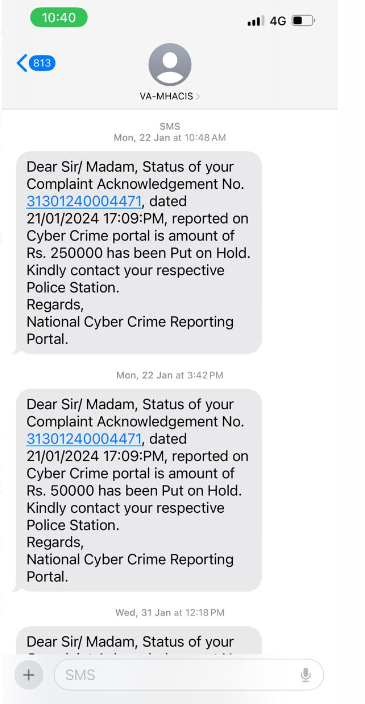 10:40
4G
813
VA-MHACIS
SMS
Mon, 22 Jan at 10:48 AM
Dear Sir/ Madam, Status of your
Complaint Acknowledgement No.
31301240004471, dated
21/01/2024 17:09:PM, reported on
Cyber Crime portal is amount of
Rs. 250000 has been Put on Hold.
Kindly contact your respective
Police Station.
Regards,
National Cyber Crime Reporting
Portal.
Mon, 22 Jan at 3:42 PM
Dear Sir/ Madam, Status of your
Complaint Acknowledgement No.
31301240004471, dated
21/01/2024 17:09:PM, reported on
Cyber Crime portal is amount of
Rs. 50000 has been Put on Hold.
Kindly contact your respective
Police Station.
Regards,
National Cyber Crime Reporting
Portal.
Wed, 31 Jan at 12:18 PM
Dear Sir/ Madam, Status of your
SMS